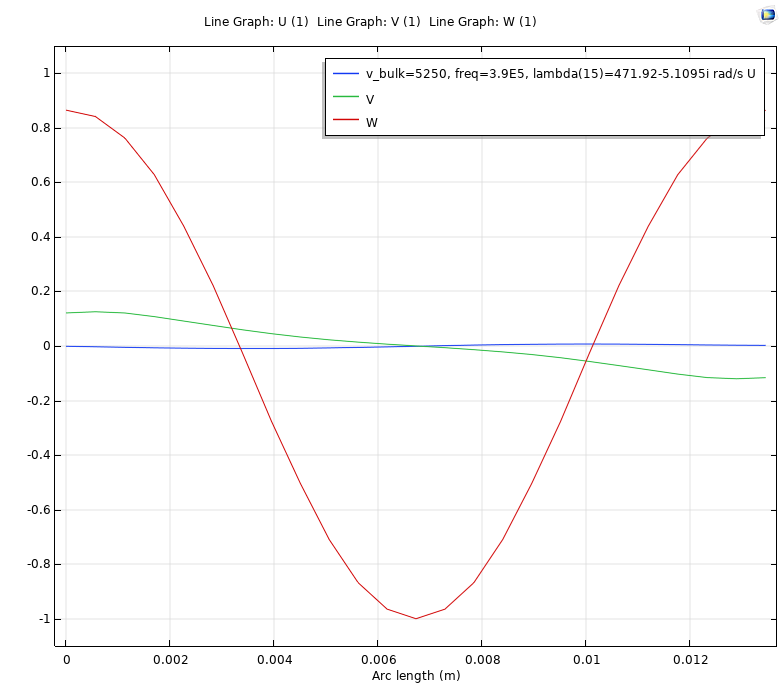 Line Graph: U (1)  Line Graph: V (1)  Line Graph: W (1)
v_bulk=5250, freq=3.9E5, lambda(15)=471.92-5.1095i rad/s U
V
W
1
0.8
0.6
0.4
0.2
0
-0.2
-0.4
-0.6
-0.8
-1
0 0.002 0.004 0.006 0.008 0.01 0.012
Arc length (m)